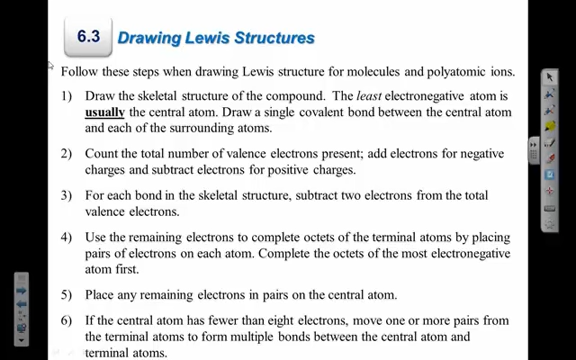 6.3 Drawing Lewis Structures
Follow these steps when drawing Lewis structure for molecules and polyatomic ions.
1) Draw the skeletal structure of the compound. The least electronegative atom is
usually the central atom. Draw a single covalent bond between the central atom
and each of the surrounding atoms.
2) Count the total number of valence electrons present; add electrons for negative
charges and subtract electrons for positive charges.
3) For each bond in the skeletal structure, subtract two electrons from the total
valence electrons.
4) Use the remaining electrons to complete octets of the terminal atoms by placing
pairs of electrons on each atom. Complete the octets of the most electronegative
atom first.
5) Place any remaining electrons in pairs on the central atom.
6) If the central atom has fewer than eight electrons, move one or more pairs from
the terminal atoms to form multiple bonds between the central atom and
terminal atoms.